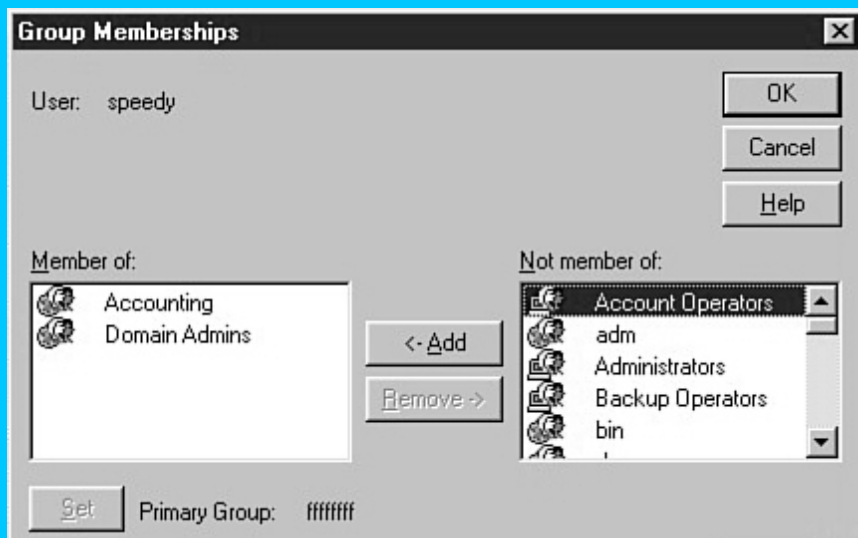 Group Memberships
User: speedy
OK
Cancel
Help
Member of:
Accounting
Domain Admins
<- Add
Remove ->
Not member of:
Account Operators
adm
Administrators
Backup Operators
bin
Set
Primary Group: ffffffff